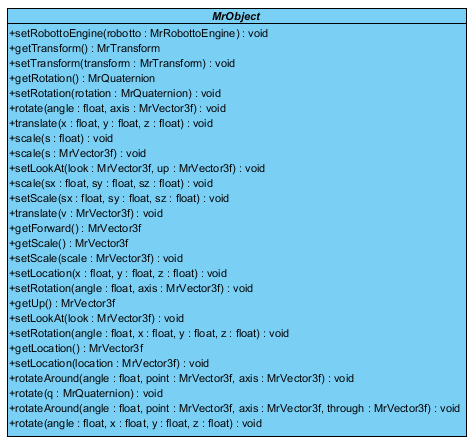 MrObject
+setRobottoEngine(robotto : MrRobottoEngine) : void
+getTransform() : MrTransform
+setTransform(transform : MrTransform) : void
+getRotation() : MrQuaternion
+setRotation(rotation : MrQuaternion) : void
+rotate(angle : float, axis : MrVector3f) : void
+translate(x : float, y : float, z : float) : void
+scale(s : float) : void
+scale(s : MrVector3f) : void
+setLookAt(look : MrVector3f, up : MrVector3f) : void
+scale(sx : float, sy : float, sz : float) : void
+setScale(sx : float, sy : float, sz : float) : void
+translate(v : MrVector3f) : void
+getForward() : MrVector3f
+getScale() : MrVector3f
+setScale(scale : MrVector3f) : void
+setLocation(x : float, y : float, z : float) : void
+setRotation(angle : float, axis : MrVector3f) : void
+getUp() : MrVector3f
+setLookAt(look : MrVector3f) : void
+setRotation(angle : float, x : float, y : float, z : float) : void
+getLocation() : MrVector3f
+setLocation(location : MrVector3f) : void
+rotateAround(angle : float, point : MrVector3f, axis : MrVector3f) : void
+rotate(q : MrQuaternion) : void
+rotateAround(angle : float, point : MrVector3f, axis : MrVector3f, through : MrVector3f) : void
+rotate(angle : float, x : float, y : float, z : float) : void